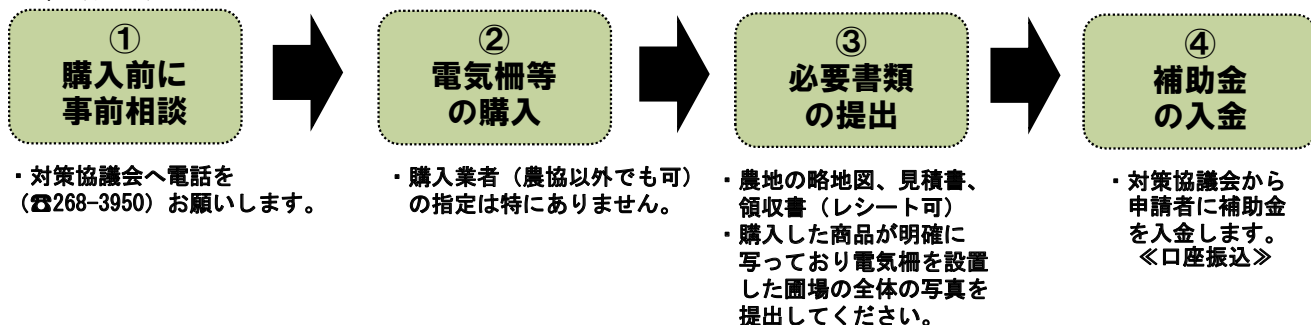 ①
購入前に
事前相談
・対策協議会へ電話を
（☎268-3950）お願いします。
②
電気柵等
の購入
・購入業者（農協以外でも可）
の指定は特にありません。
③
必要書類
の提出
・農地の略地図、見積書、
領収書（レシート可）
・購入した商品が明確に
写っており電気柵を設置
した圃場の全体の写真を
提出してください。
④
補助金
の入金
・対策協議会から
申請者に補助金
を入金します。
≪口座振込≫